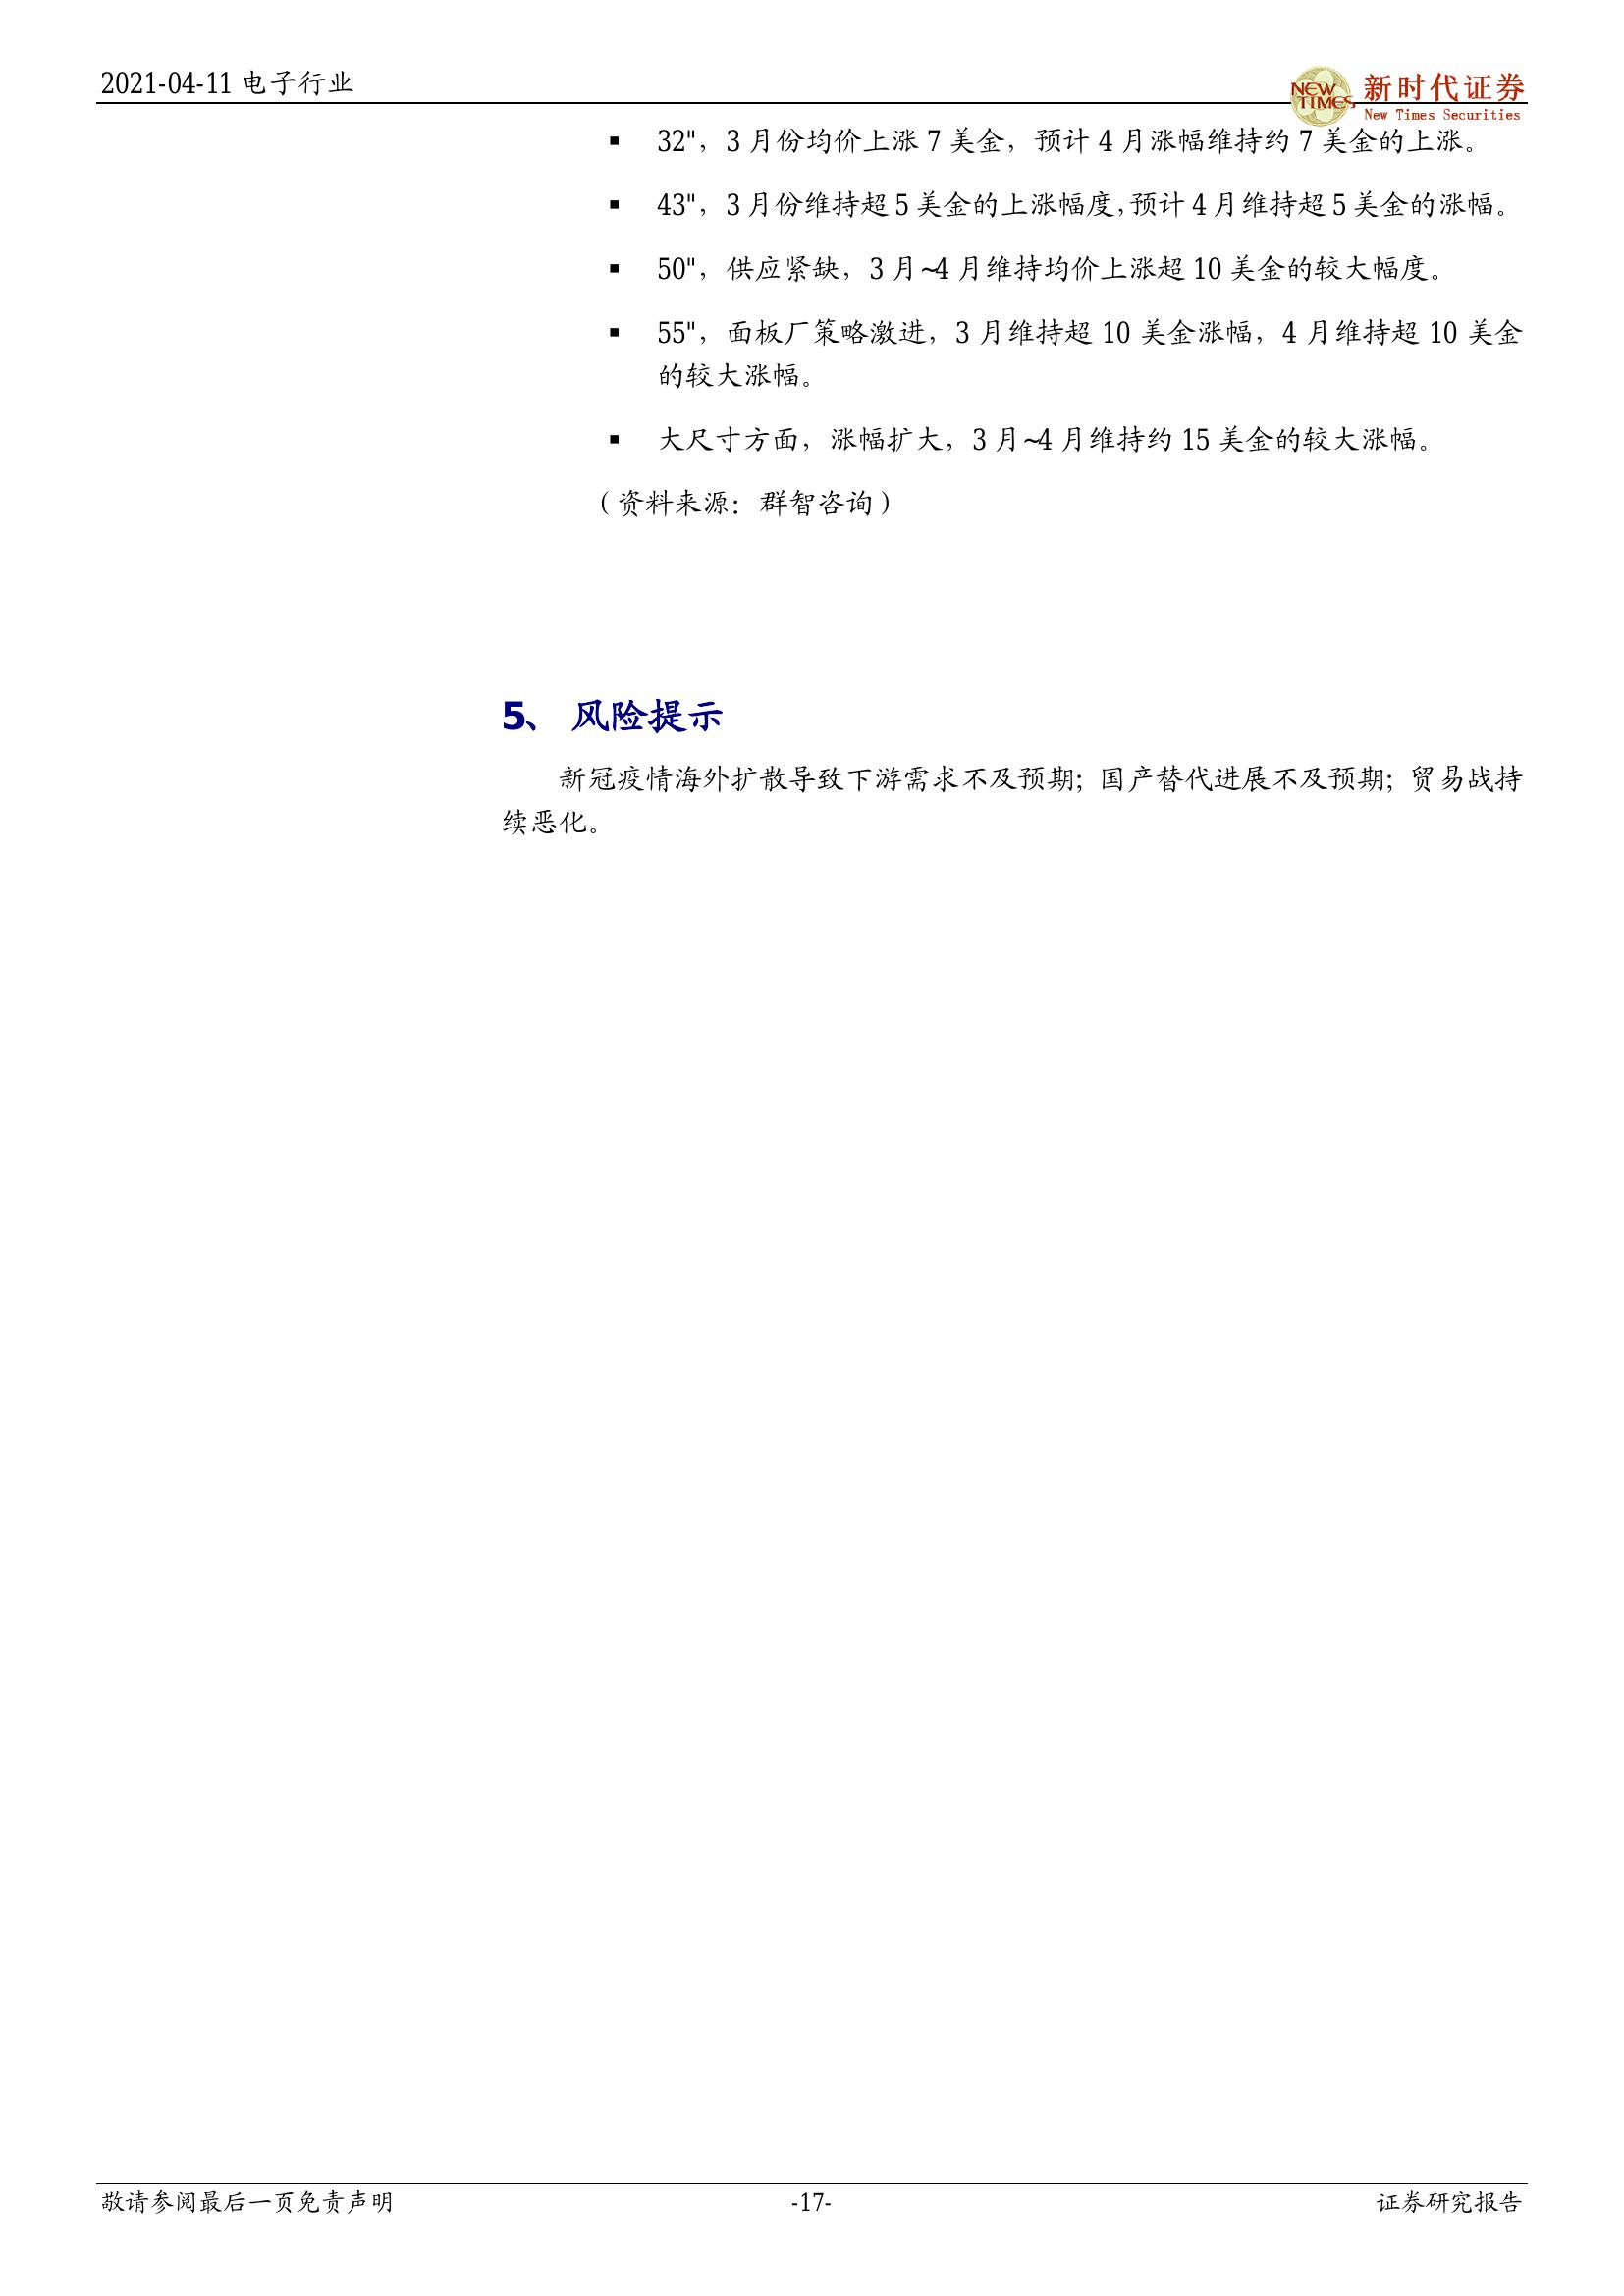 2021-04-11 电子行业
NEW TIMES 新时代证券
New Times Securities
▪ 32"，3 月份均价上涨 7 美金，预计 4 月涨幅维持约 7 美金的上涨。
▪ 43"，3 月份维持超 5 美金的上涨幅度，预计 4 月维持超 5 美金的涨幅。
▪ 50"，供应紧缺，3 月~4 月维持均价上涨超 10 美金的较大幅度。
▪ 55"，面板厂策略激进，3 月维持超 10 美金涨幅，4 月维持超 10 美金
的较大涨幅。
▪ 大尺寸方面，涨幅扩大，3 月~4 月维持约 15 美金的较大涨幅。
（资料来源：群智咨询）
5、 风险提示
新冠疫情海外扩散导致下游需求不及预期；国产替代进展不及预期；贸易战持
续恶化。
敬请参阅最后一页免责声明 -17- 证券研究报告